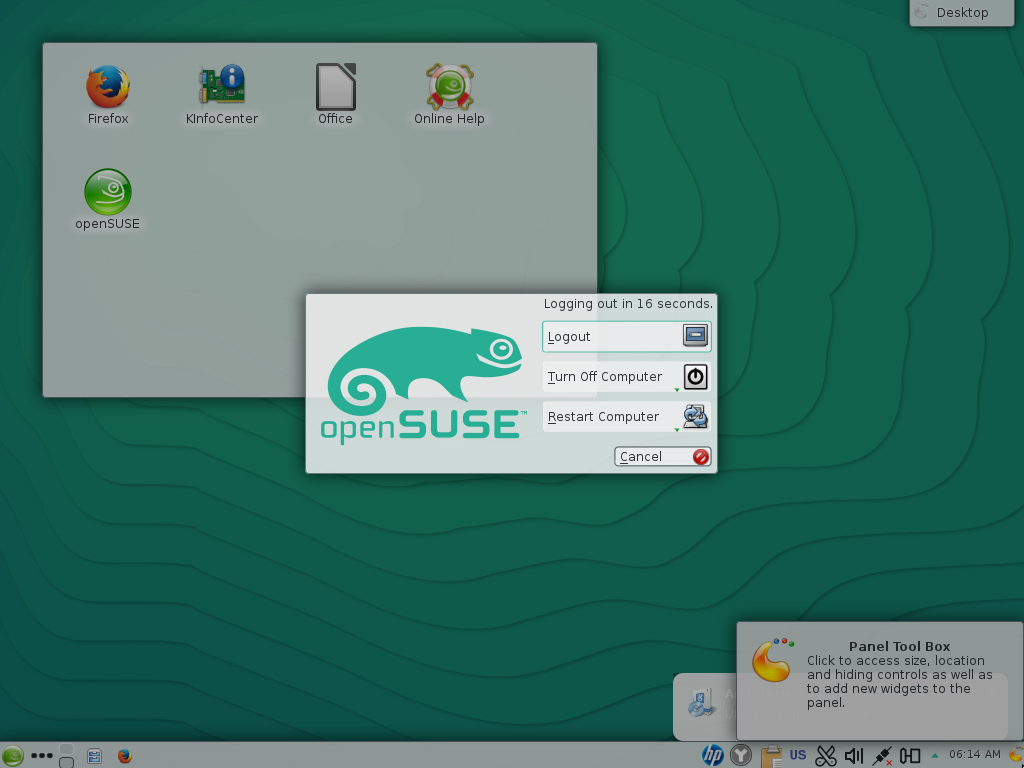 Desktop
Firefox
KInfoCenter
Office
Online Help
openSUSE
Logging out in 16 seconds.
Logout
Turn Off Computer
Restart Computer
Cancel
openSUSE™
Panel Tool Box
Click to access size, location
and hiding controls as well as
to add new widgets to the
panel.
hp
US
06:14 AM